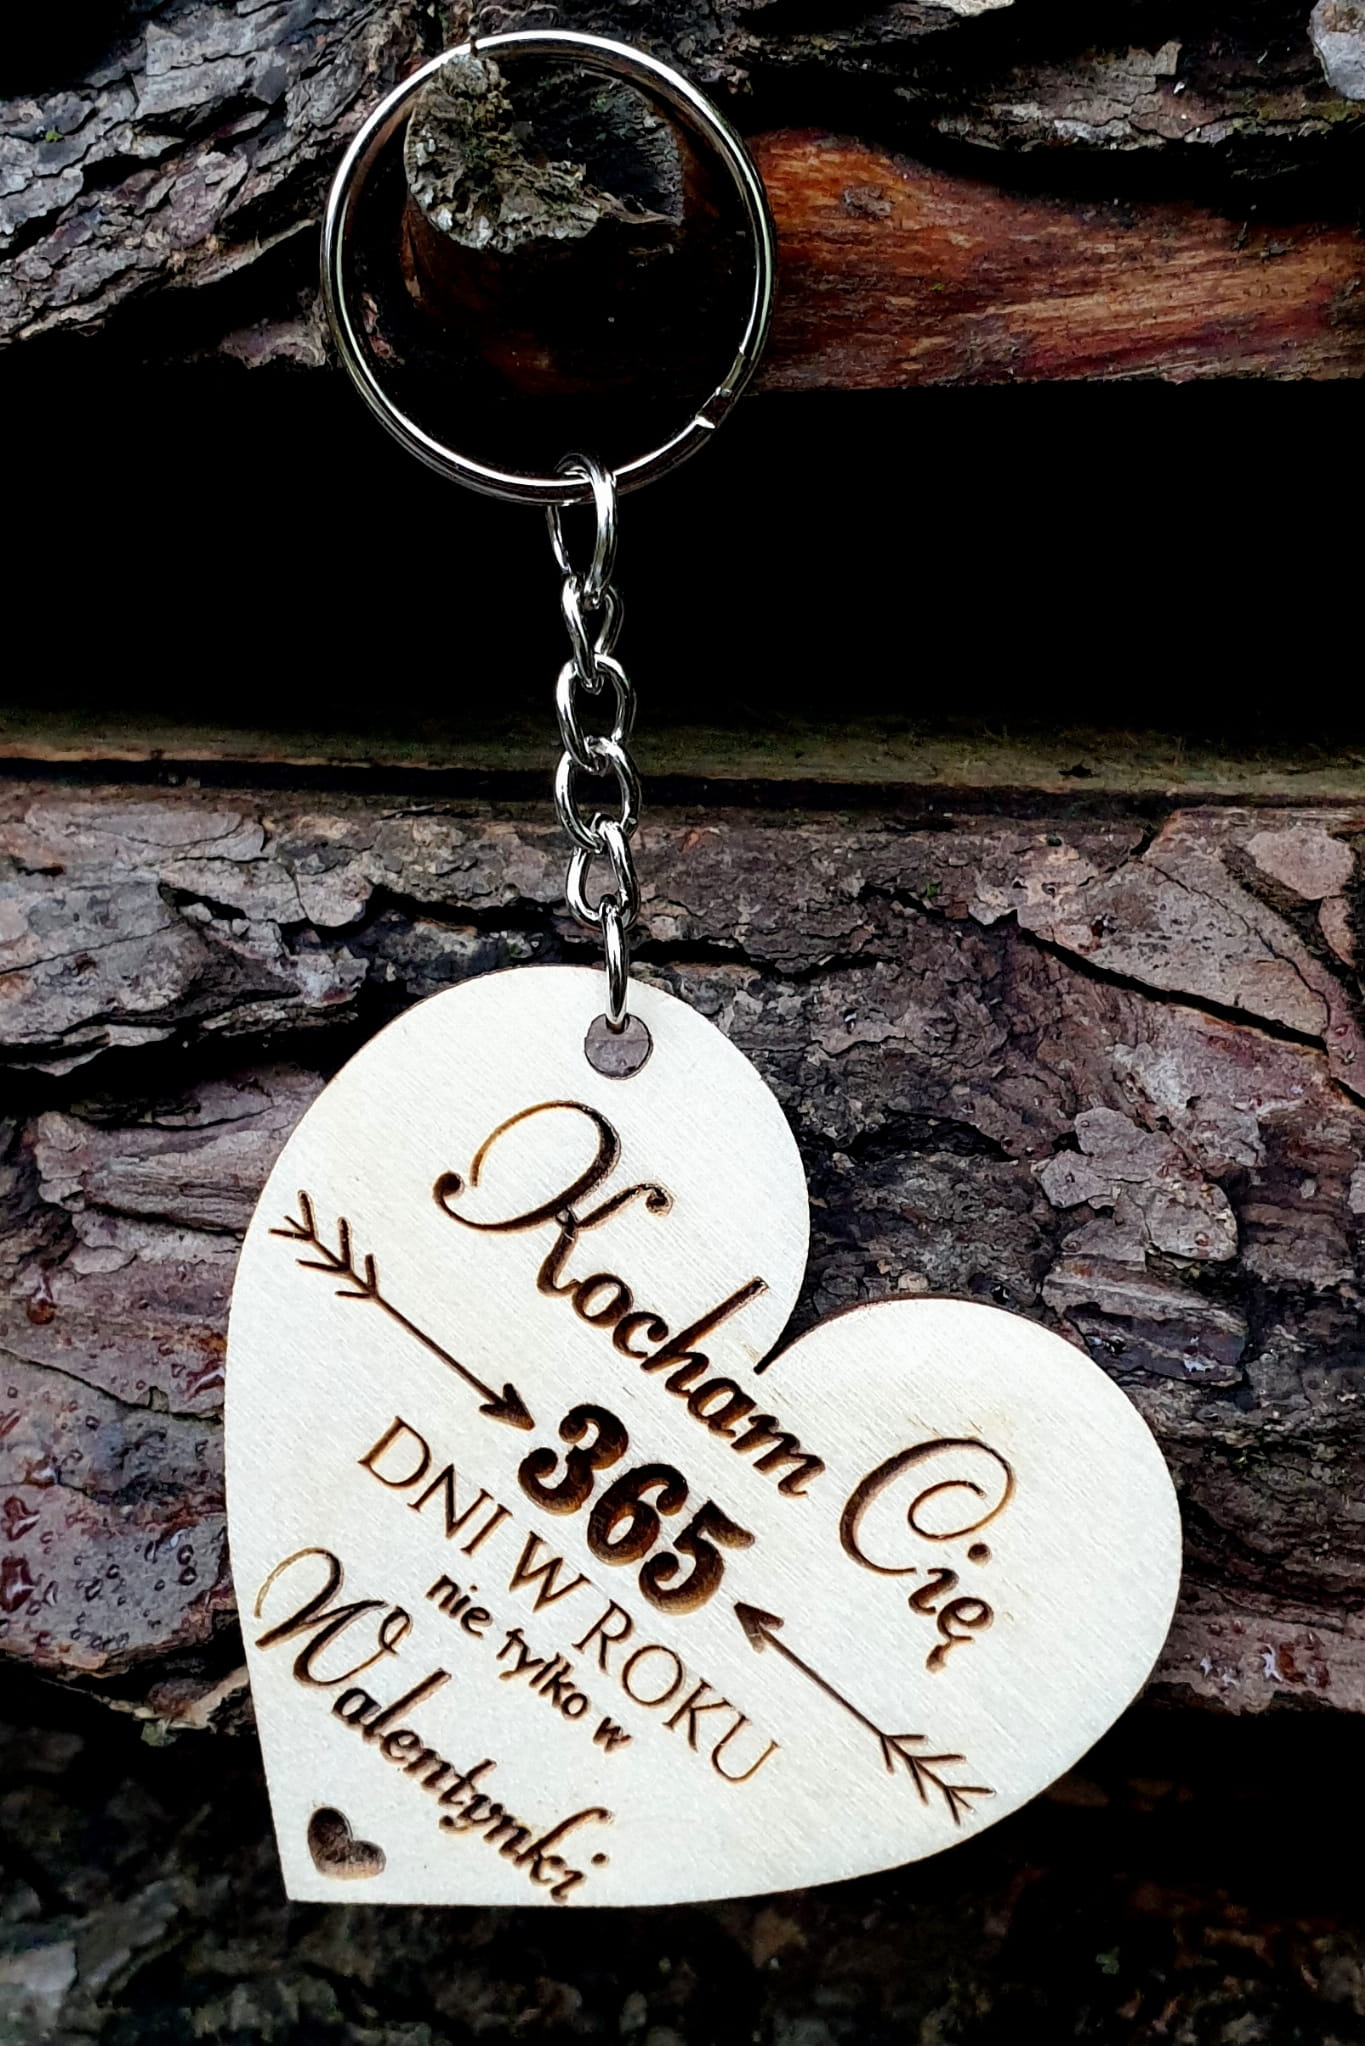 Kocham Cię
365
DNI W ROKU
nie tylko w
Walentynki